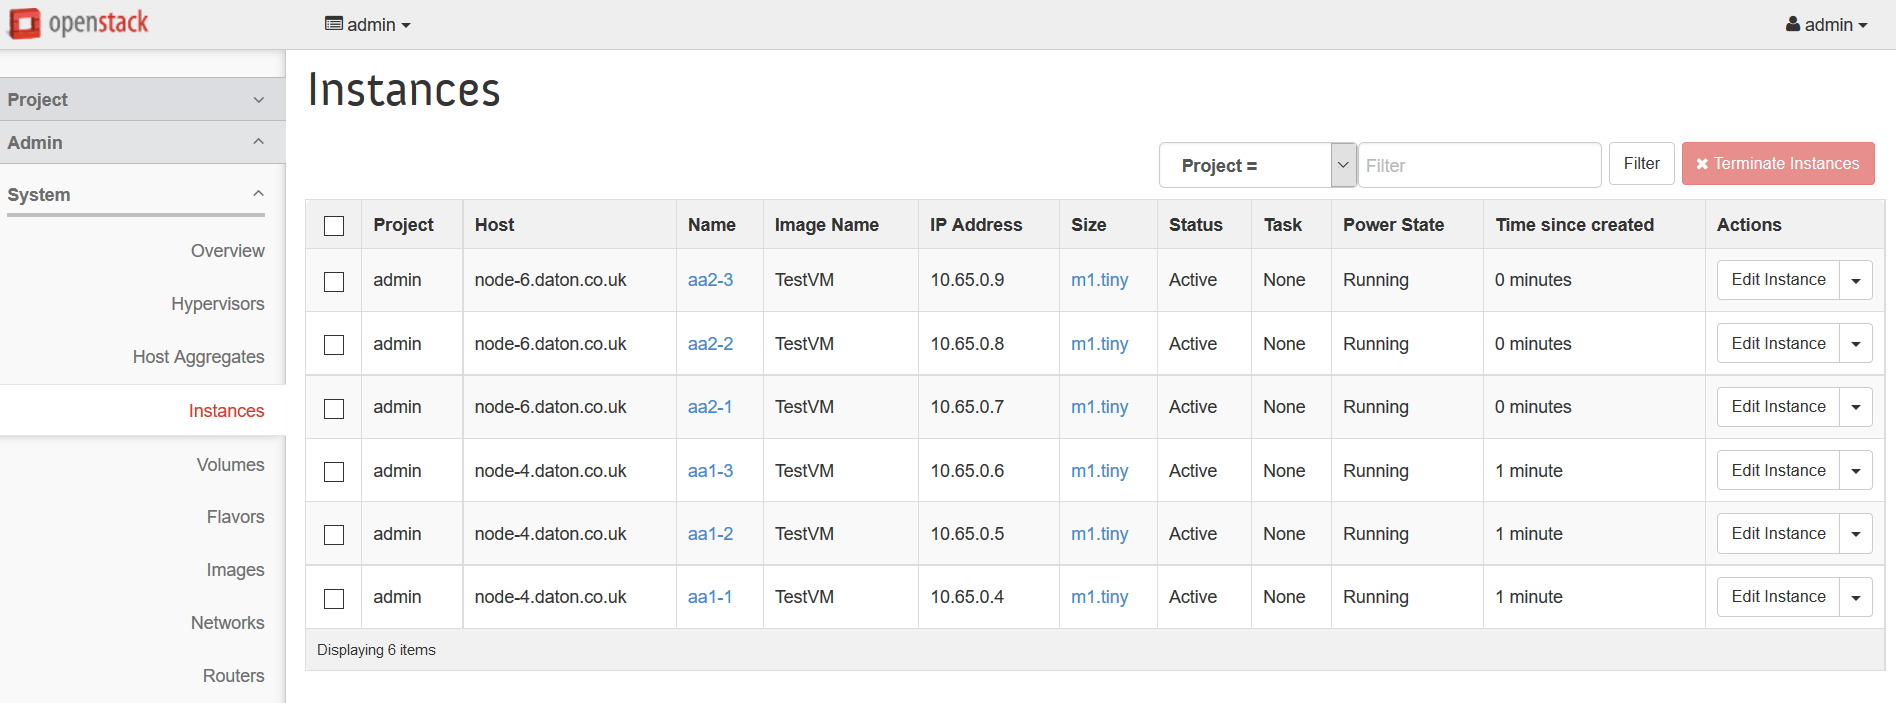 openstack admin admin
Instances
Project
Admin
System
Overview
Hypervisors
Host Aggregates
Instances
Volumes
Flavors
Images
Networks
Routers
Project = Filter Filter Terminate Instances
Project Host Name Image Name IP Address Size Status Task Power State Time since created Actions
admin node-6.daton.co.uk aa2-3 TestVM 10.65.0.9 m1.tiny Active None Running 0 minutes Edit Instance
admin node-6.daton.co.uk aa2-2 TestVM 10.65.0.8 m1.tiny Active None Running 0 minutes Edit Instance
admin node-6.daton.co.uk aa2-1 TestVM 10.65.0.7 m1.tiny Active None Running 0 minutes Edit Instance
admin node-4.daton.co.uk aa1-3 TestVM 10.65.0.6 m1.tiny Active None Running 1 minute Edit Instance
admin node-4.daton.co.uk aa1-2 TestVM 10.65.0.5 m1.tiny Active None Running 1 minute Edit Instance
admin node-4.daton.co.uk aa1-1 TestVM 10.65.0.4 m1.tiny Active None Running 1 minute Edit Instance
Displaying 6 items